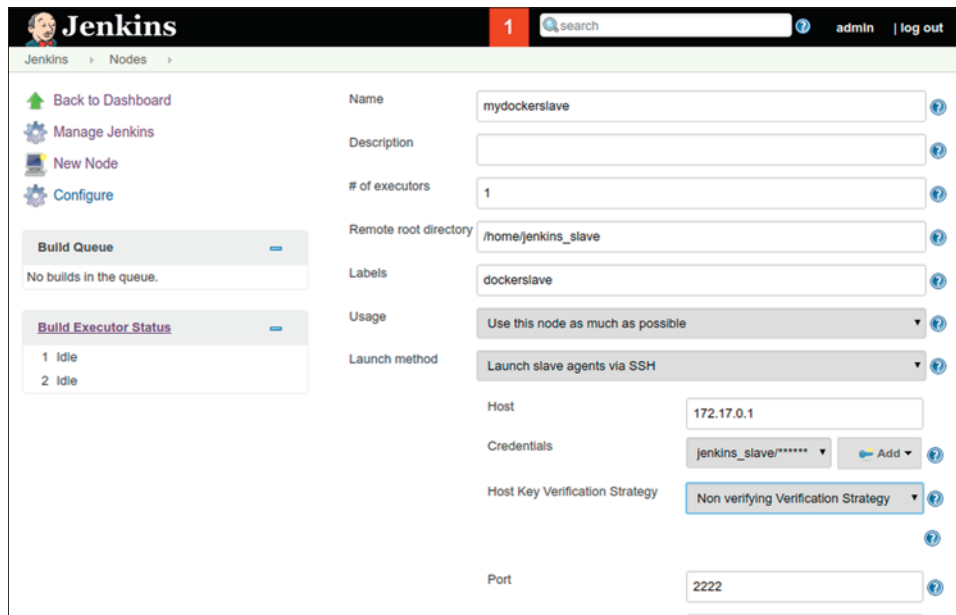 Jenkins
1
search
admin | log out
Jenkins
Nodes
Back to Dashboard
Manage Jenkins
New Node
Configure
Build Queue
No builds in the queue.
Build Executor Status
1 Idle
2 Idle
Name
mydockerslave
Description
# of executors
1
Remote root directory
/home/jenkins_slave
Labels
dockerslave
Usage
Use this node as much as possible
Launch method
Launch slave agents via SSH
Host
172.17.0.1
Credentials
jenkins_slave/******
Add
Host Key Verification Strategy
Non verifying Verification Strategy
Port
2222